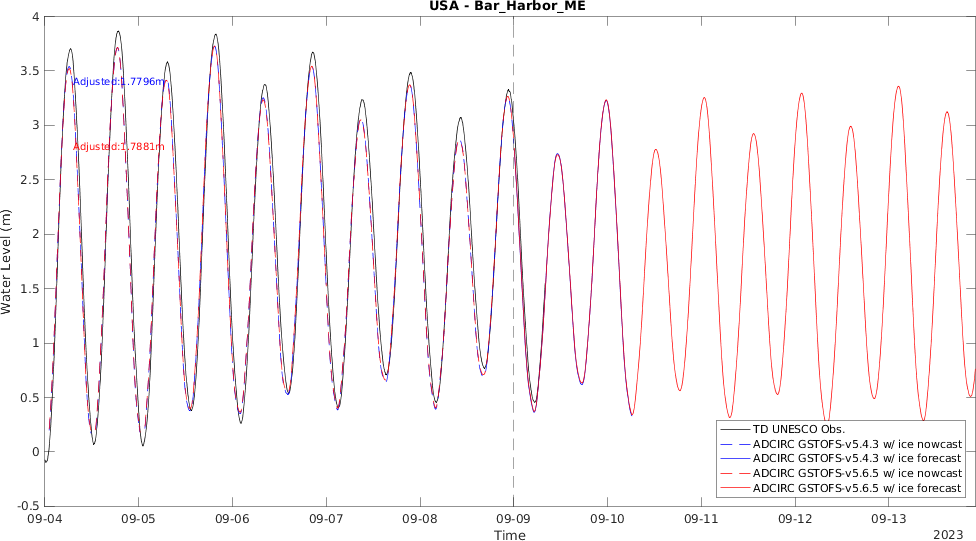 USA - Bar_Harbor_ME
4
3.5
3
2.5
2
1.5
1
0.5
0
-0.5
Water Level (m)
Adjusted:1.7796m
Adjusted:1.7881m
TD UNESCO Obs.
ADCIRC GSTOFS-v5.4.3 w/ ice nowcast
ADCIRC GSTOFS-v5.4.3 w/ ice forecast
ADCIRC GSTOFS-v5.6.5 w/ ice nowcast
ADCIRC GSTOFS-v5.6.5 w/ ice forecast
09-04 09-05 09-06 09-07 09-08 09-09 09-10 09-11 09-12 09-13
Time
2023